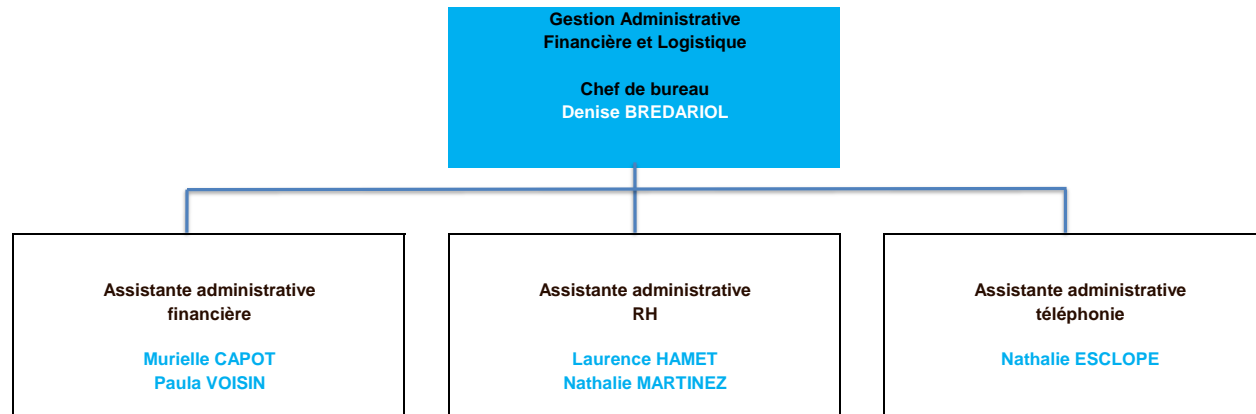 Gestion Administrative
Financière et Logistique
Chef de bureau
Denise BREDARIOL
Assistante administrative
financière
Murielle CAPOT
Paula VOISIN
Assistante administrative
RH
Laurence HAMET
Nathalie MARTINEZ
Assistante administrative
téléphonie
Nathalie ESCLOPE